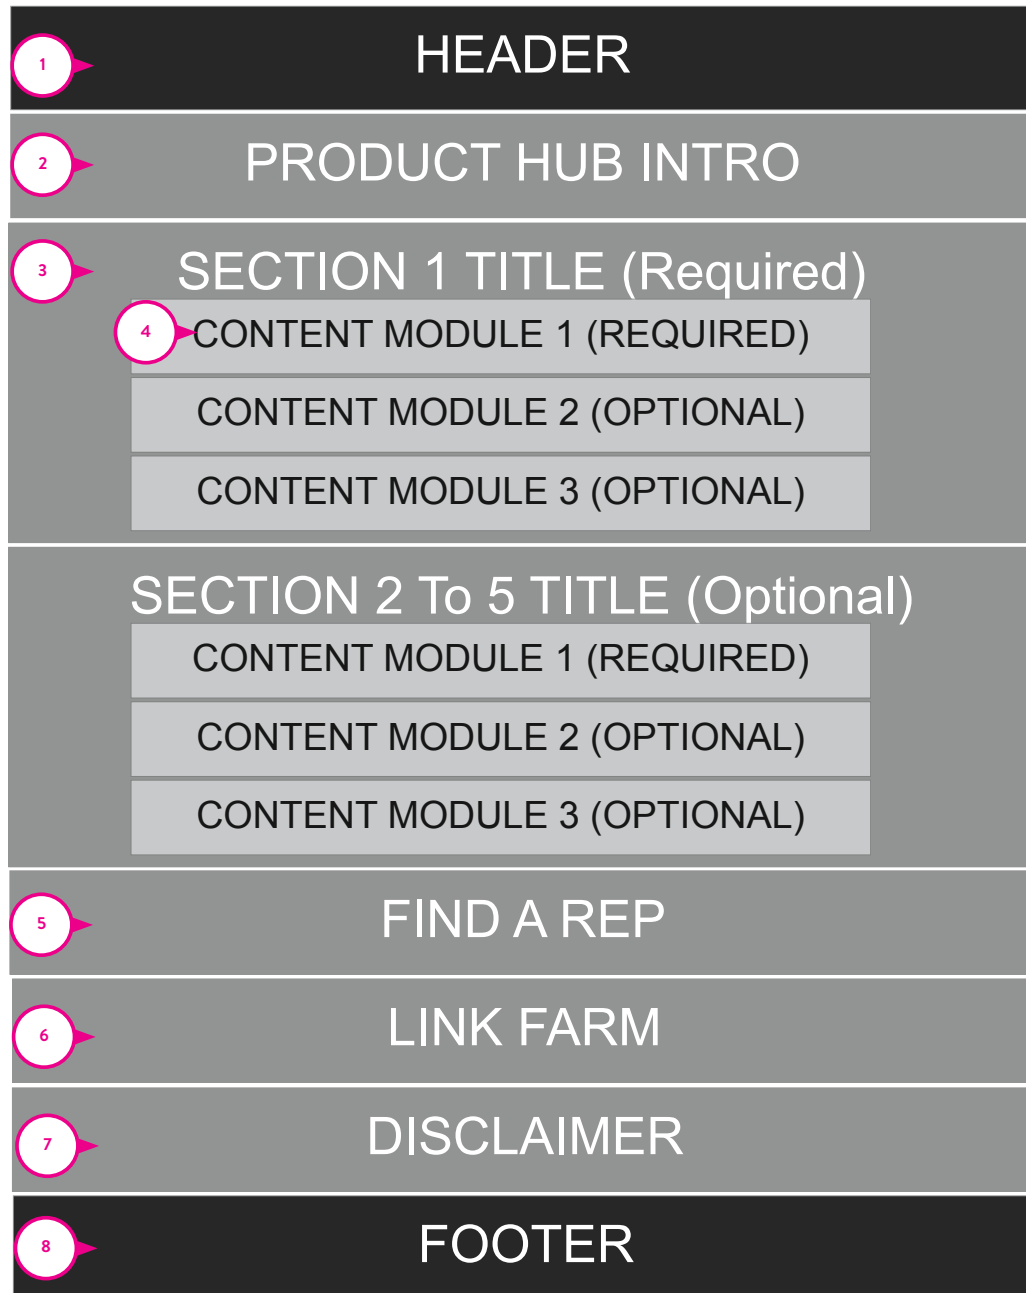 1
HEADER
2
PRODUCT HUB INTRO
3
SECTION 1 TITLE (Required)
4
CONTENT MODULE 1 (REQUIRED)
CONTENT MODULE 2 (OPTIONAL)
CONTENT MODULE 3 (OPTIONAL)
SECTION 2 To 5 TITLE (Optional)
CONTENT MODULE 1 (REQUIRED)
CONTENT MODULE 2 (OPTIONAL)
CONTENT MODULE 3 (OPTIONAL)
5
FIND A REP
6
LINK FARM
7
DISCLAIMER
8
FOOTER